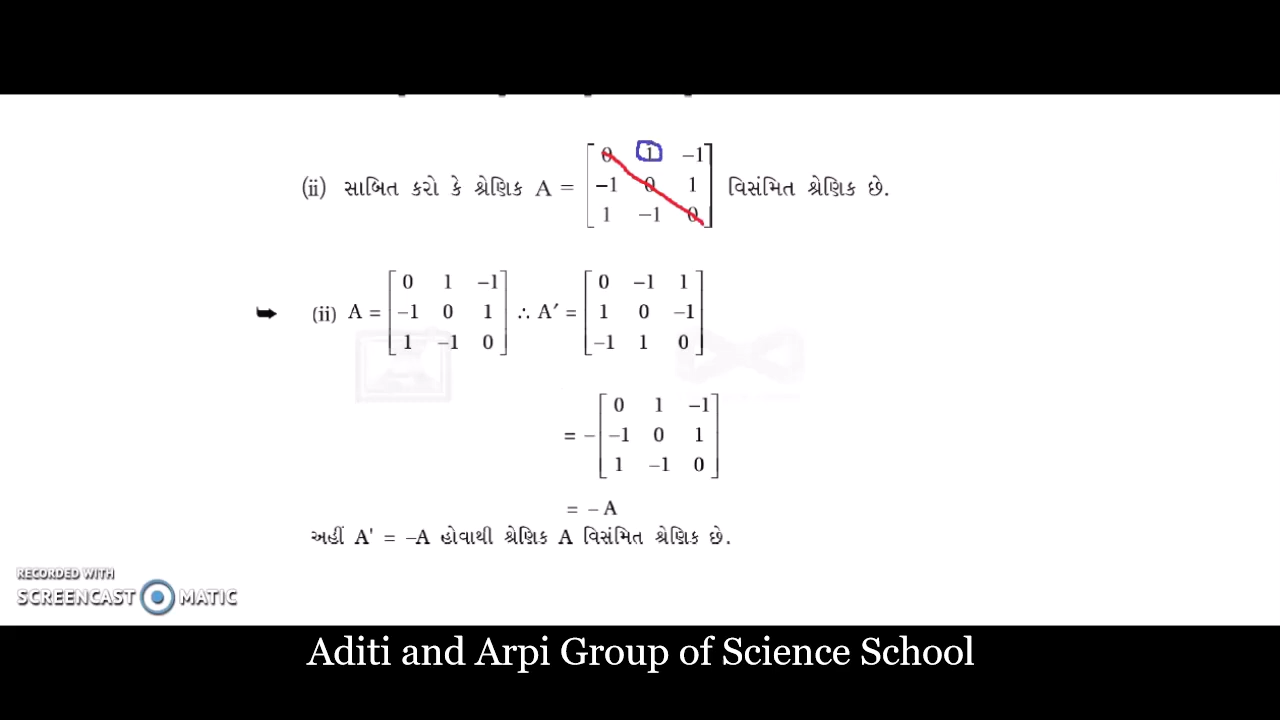 (ii) સાબિત કરો કે શ્રેણિક A = [0 1 –1
–1 0 1
1 –1 0] વિસંમિત શ્રેણિક છે.
➥ (ii) A = [0 1 –1
–1 0 1
1 –1 0] ∴ A′ = [0 –1 1
1 0 –1
–1 1 0]
= –[0 1 –1
–1 0 1
1 –1 0]
= – A
અહીં A' = –A હોવાથી શ્રેણિક A વિસંમિત શ્રેણિક છે.
RECORDED WITH
SCREENCAST MATIC
Aditi and Arpi Group of Science School